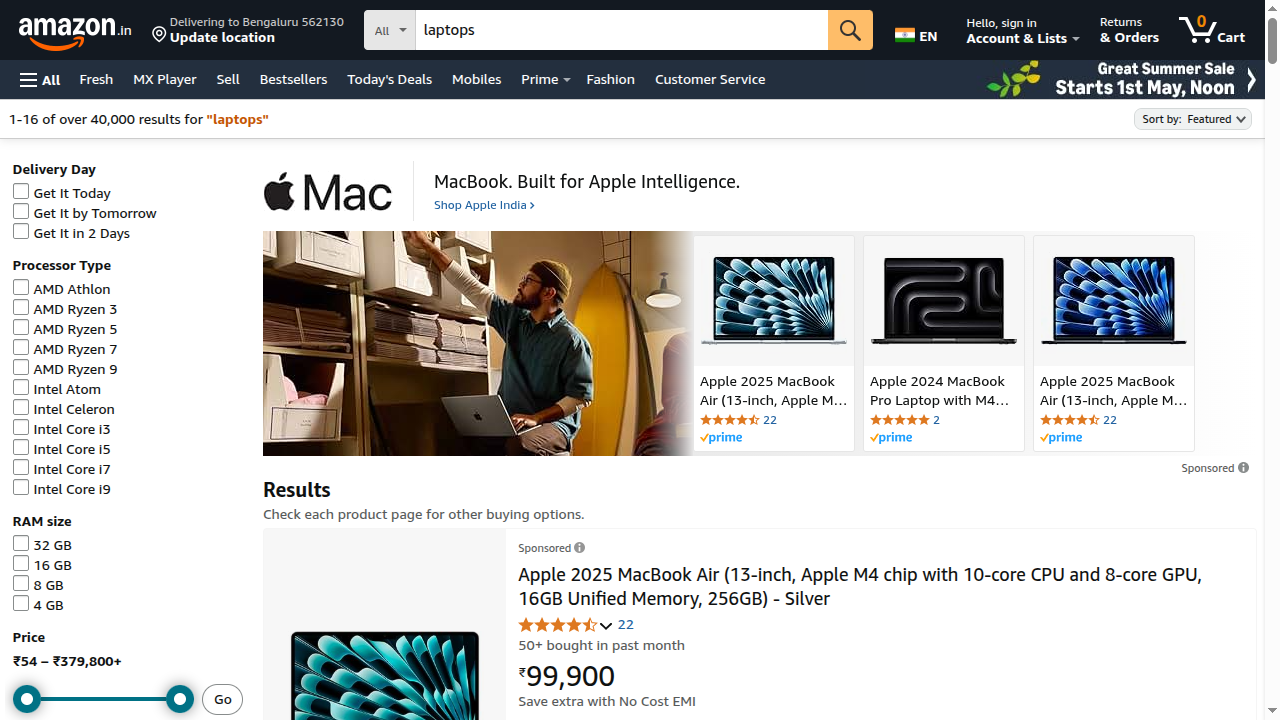 amazon.in
Delivering to Bengaluru 562130
Update location
All
laptops
EN
Hello, sign in
Account & Lists
Returns
& Orders
0
Cart
All
Fresh
MX Player
Sell
Bestsellers
Today's Deals
Mobiles
Prime
Fashion
Customer Service
Great Summer Sale
Starts 1st May, Noon
1-16 of over 40,000 results for "laptops"
Sort by: Featured
Delivery Day
Get It Today
Get It by Tomorrow
Get It in 2 Days
Processor Type
AMD Athlon
AMD Ryzen 3
AMD Ryzen 5
AMD Ryzen 7
AMD Ryzen 9
Intel Atom
Intel Celeron
Intel Core i3
Intel Core i5
Intel Core i7
Intel Core i9
RAM size
32 GB
16 GB
8 GB
4 GB
Price
₹54 – ₹379,800+
Go
Mac
MacBook. Built for Apple Intelligence.
Shop Apple India ›
Apple 2025 MacBook
Air (13-inch, Apple M…
22
prime
Apple 2024 MacBook
Pro Laptop with M4…
2
prime
Apple 2025 MacBook
Air (13-inch, Apple M…
22
prime
Sponsored
Results
Check each product page for other buying options.
Sponsored
Apple 2025 MacBook Air (13-inch, Apple M4 chip with 10-core CPU and 8-core GPU,
16GB Unified Memory, 256GB) - Silver
22
50+ bought in past month
₹99,900
Save extra with No Cost EMI